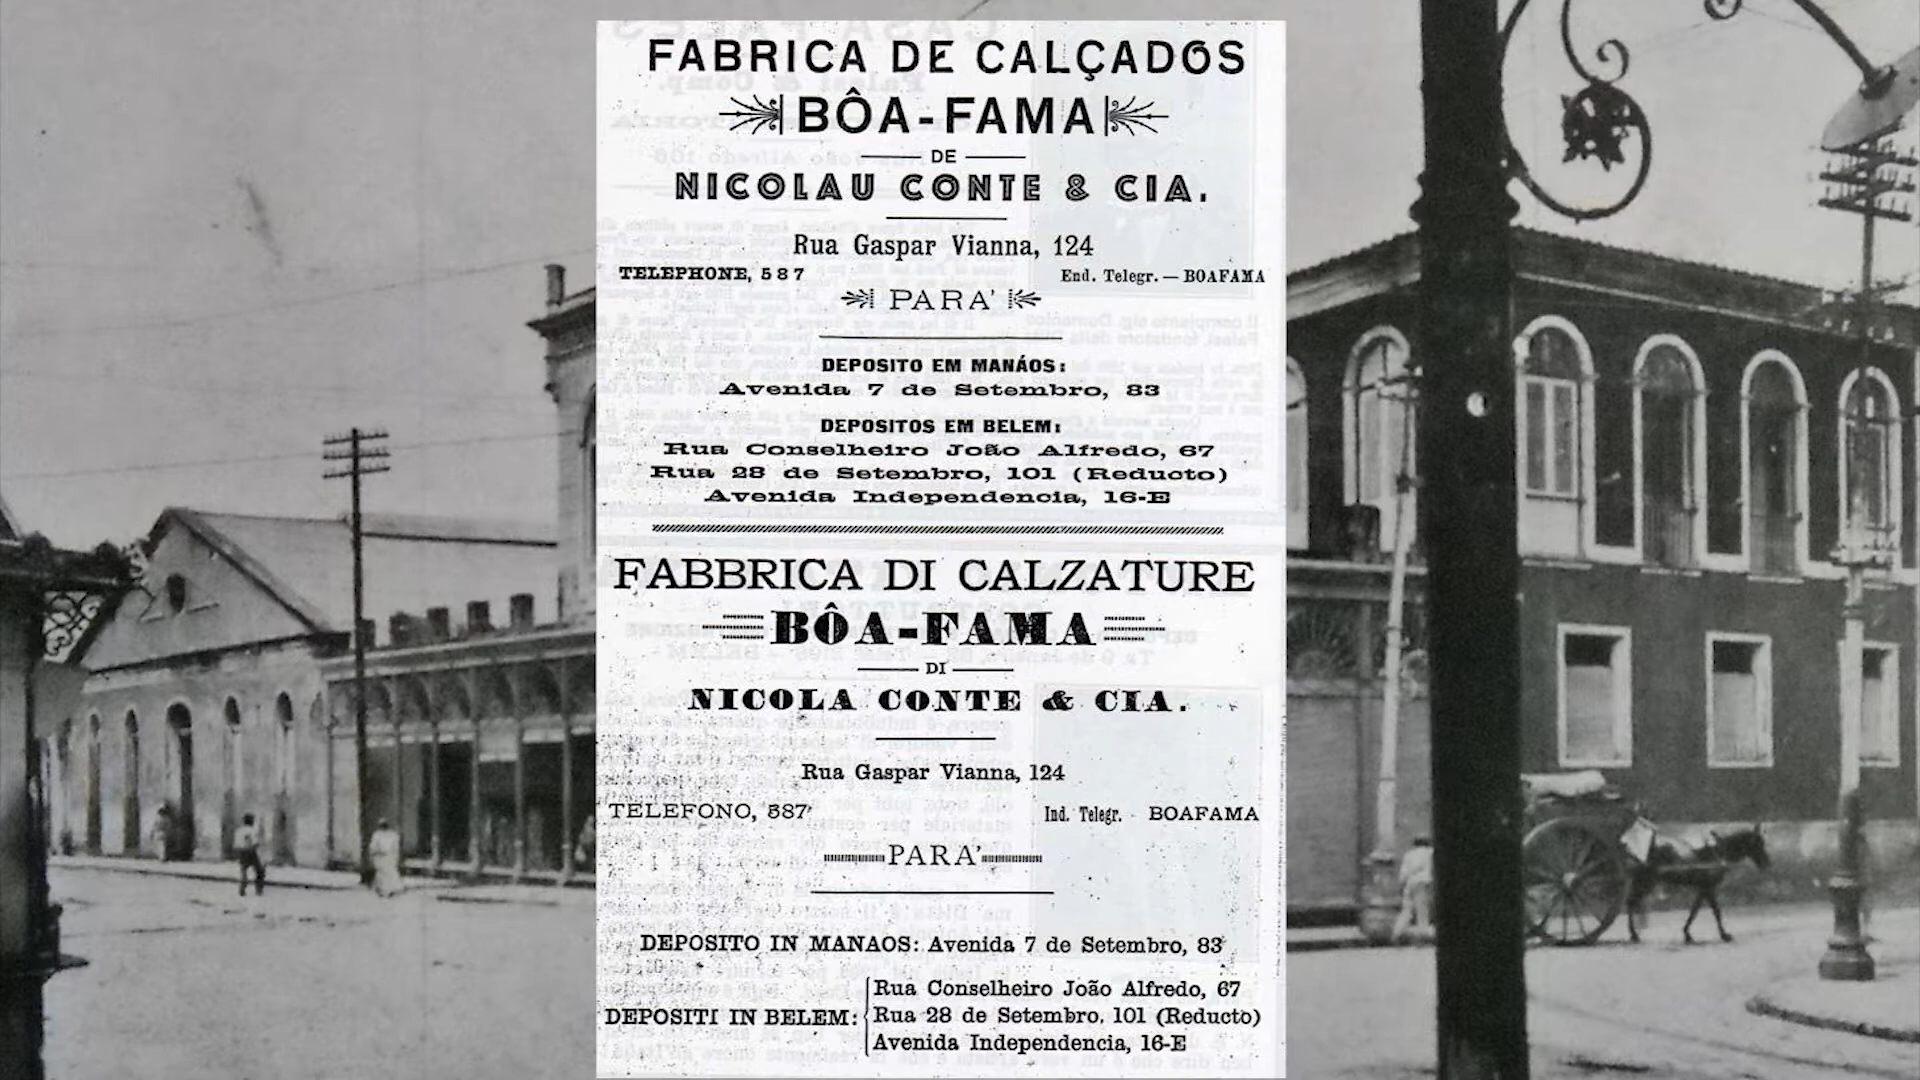 FABRICA DE CALÇADOS
BÔA-FAMA
DE
NICOLAU CONTE & CIA.
Rua Gaspar Vianna, 124
TELEPHONE, 587
End. Telegr. — BOAFAMA
PARA'
DEPOSITO EM MANÁOS:
Avenida 7 de Setembro, 83
DEPOSITOS EM BELEM:
Rua Conselheiro João Alfredo, 67
Rua 28 de Setembro, 101 (Reducto)
Avenida Independencia, 16-E
FABBRICA DI CALZATURE
BÔA-FAMA
DI
NICOLA CONTE & CIA.
Rua Gaspar Vianna, 124
TELEFONO, 587
Ind. Telegr. - BOAFAMA
PARA'
DEPOSITO IN MANAOS: Avenida 7 de Setembro, 83
Rua Conselheiro João Alfredo, 67
DEPOSITI IN BELEM: Rua 28 de Setembro. 101 (Reducto)
Avenida Independencia, 16-E